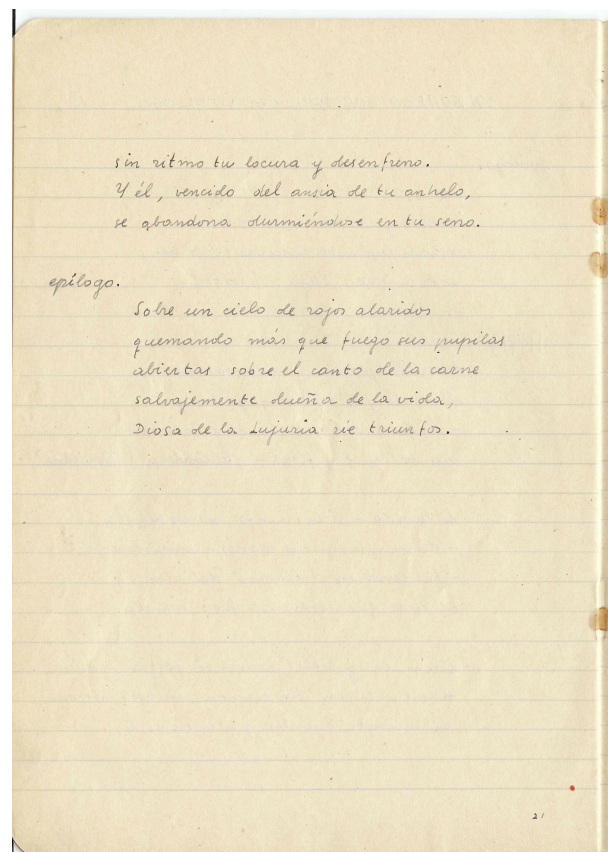 sin ritmo tu locura y desenfreno.
Y él, vencido del ansia de tu anhelo,
se abandona durmiéndose en tu seno.
epílogo.
Sobre un cielo de rojos alaridos
quemando más que fuego sus pupilas
abiertas sobre el canto de la carne
salvajemente dueña de la vida,
Diosa de la Lujuria rie triunfos.
21